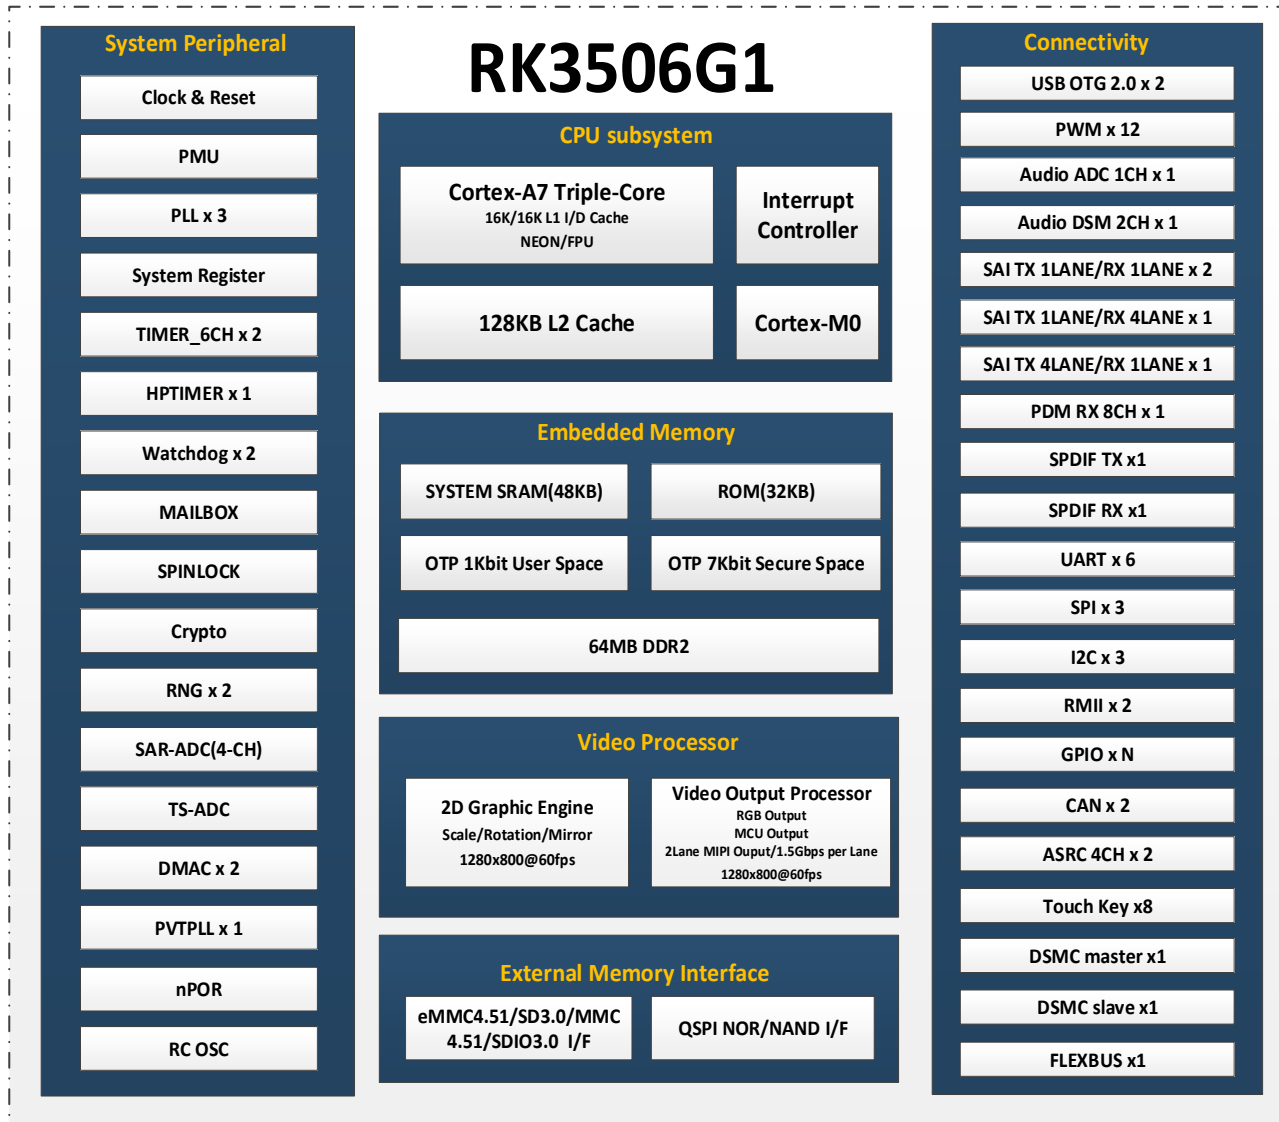 System Peripheral
Clock & Reset
PMU
PLL x 3
System Register
TIMER_6CH x 2
HPTIMER x 1
Watchdog x 2
MAILBOX
SPINLOCK
Crypto
RNG x 2
SAR-ADC(4-CH)
TS-ADC
DMAC x 2
PVTPLL x 1
nPOR
RC OSC
RK3506G1
CPU subsystem
Cortex-A7 Triple-Core
16K/16K L1 I/D Cache
NEON/FPU
Interrupt
Controller
128KB L2 Cache
Cortex-M0
Embedded Memory
SYSTEM SRAM(48KB)
ROM(32KB)
OTP 1Kbit User Space
OTP 7Kbit Secure Space
64MB DDR2
Video Processor
2D Graphic Engine
Scale/Rotation/Mirror
1280x800@60fps
Video Output Processor
RGB Output
MCU Output
2Lane MIPI Ouput/1.5Gbps per Lane
1280x800@60fps
External Memory Interface
eMMC4.51/SD3.0/MMC
4.51/SDIO3.0 I/F
QSPI NOR/NAND I/F
Connectivity
USB OTG 2.0 x 2
PWM x 12
Audio ADC 1CH x 1
Audio DSM 2CH x 1
SAI TX 1LANE/RX 1LANE x 2
SAI TX 1LANE/RX 4LANE x 1
SAI TX 4LANE/RX 1LANE x 1
PDM RX 8CH x 1
SPDIF TX x1
SPDIF RX x1
UART x 6
SPI x 3
I2C x 3
RMII x 2
GPIO x N
CAN x 2
ASRC 4CH x 2
Touch Key x8
DSMC master x1
DSMC slave x1
FLEXBUS x1